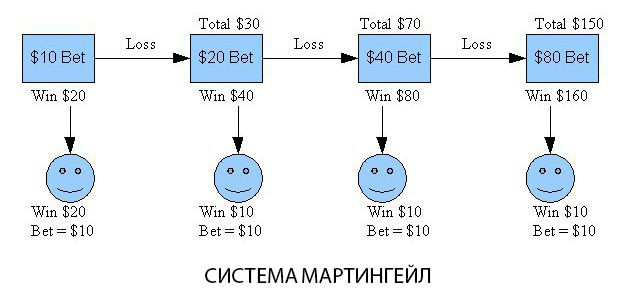 Total $30
Total $70
Total $150
$10 Bet
Loss
$20 Bet
Loss
$40 Bet
Loss
$80 Bet
Win $20
Win $40
Win $80
Win $160
Win $20
Bet = $10
Win $10
Bet = $10
Win $10
Bet = $10
Win $10
Bet = $10
СИСТЕМА МАРТИНГЕЙЛ